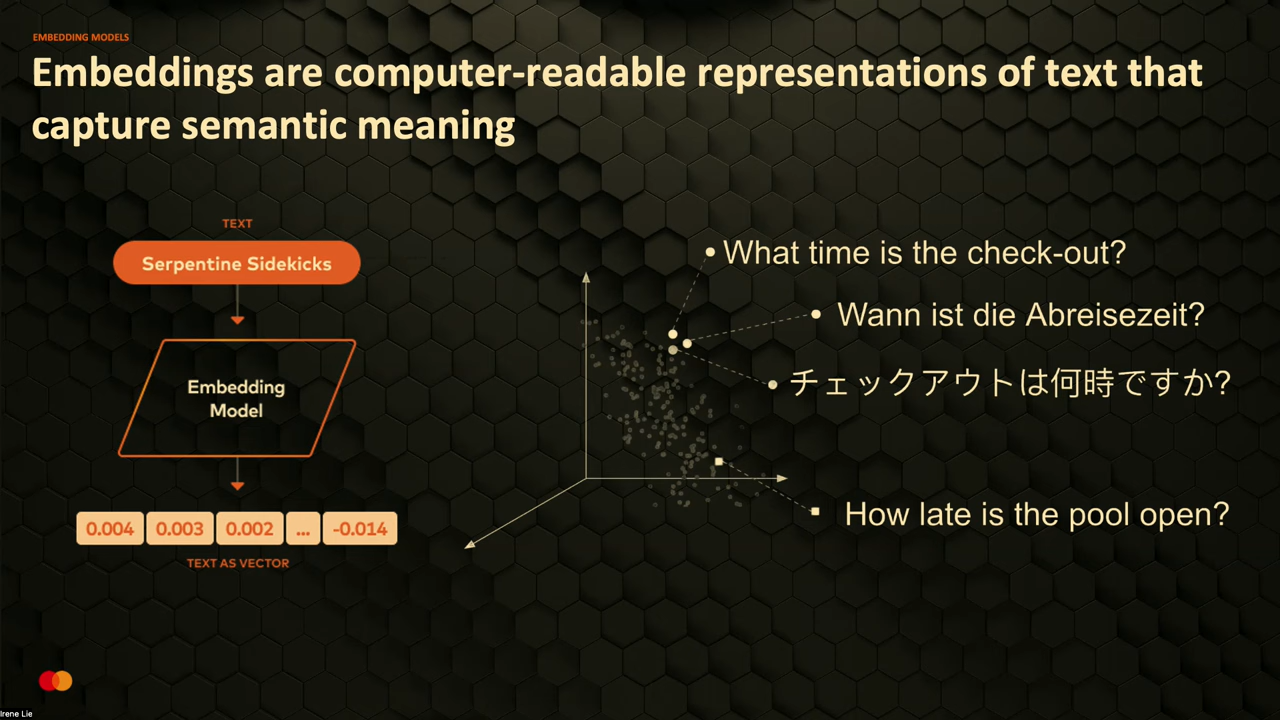 EMBEDDING MODELS
Embeddings are computer-readable representations of text that
capture semantic meaning
TEXT
Serpentine Sidekicks
Embedding
Model
0.004 0.003 0.002 ... -0.014
TEXT AS VECTOR
What time is the check-out?
Wann ist die Abreisezeit?
チェックアウトは何時ですか?
How late is the pool open?
Irene Lie